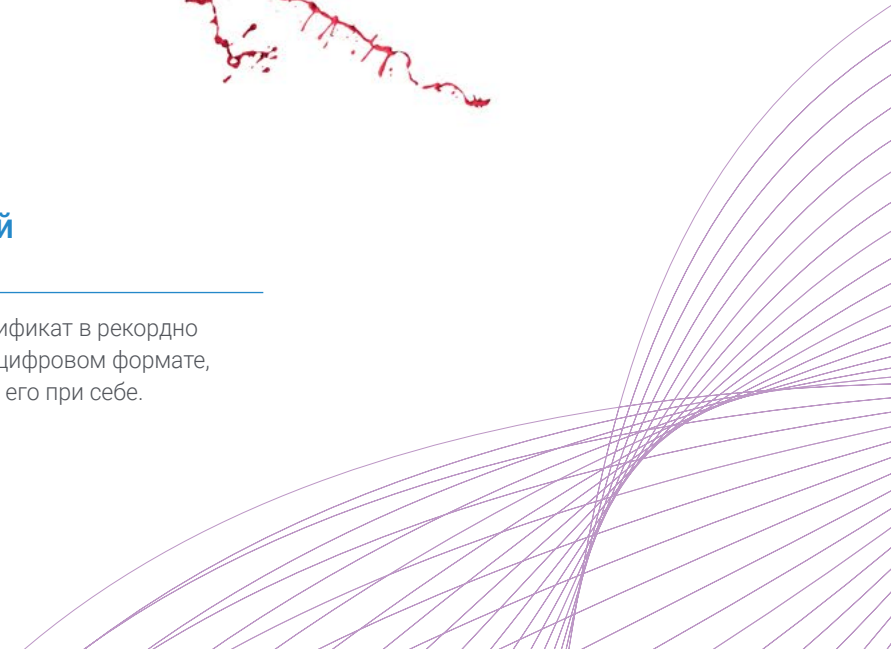 й
ификат в рекордно
цифровом формате,
его при себе.